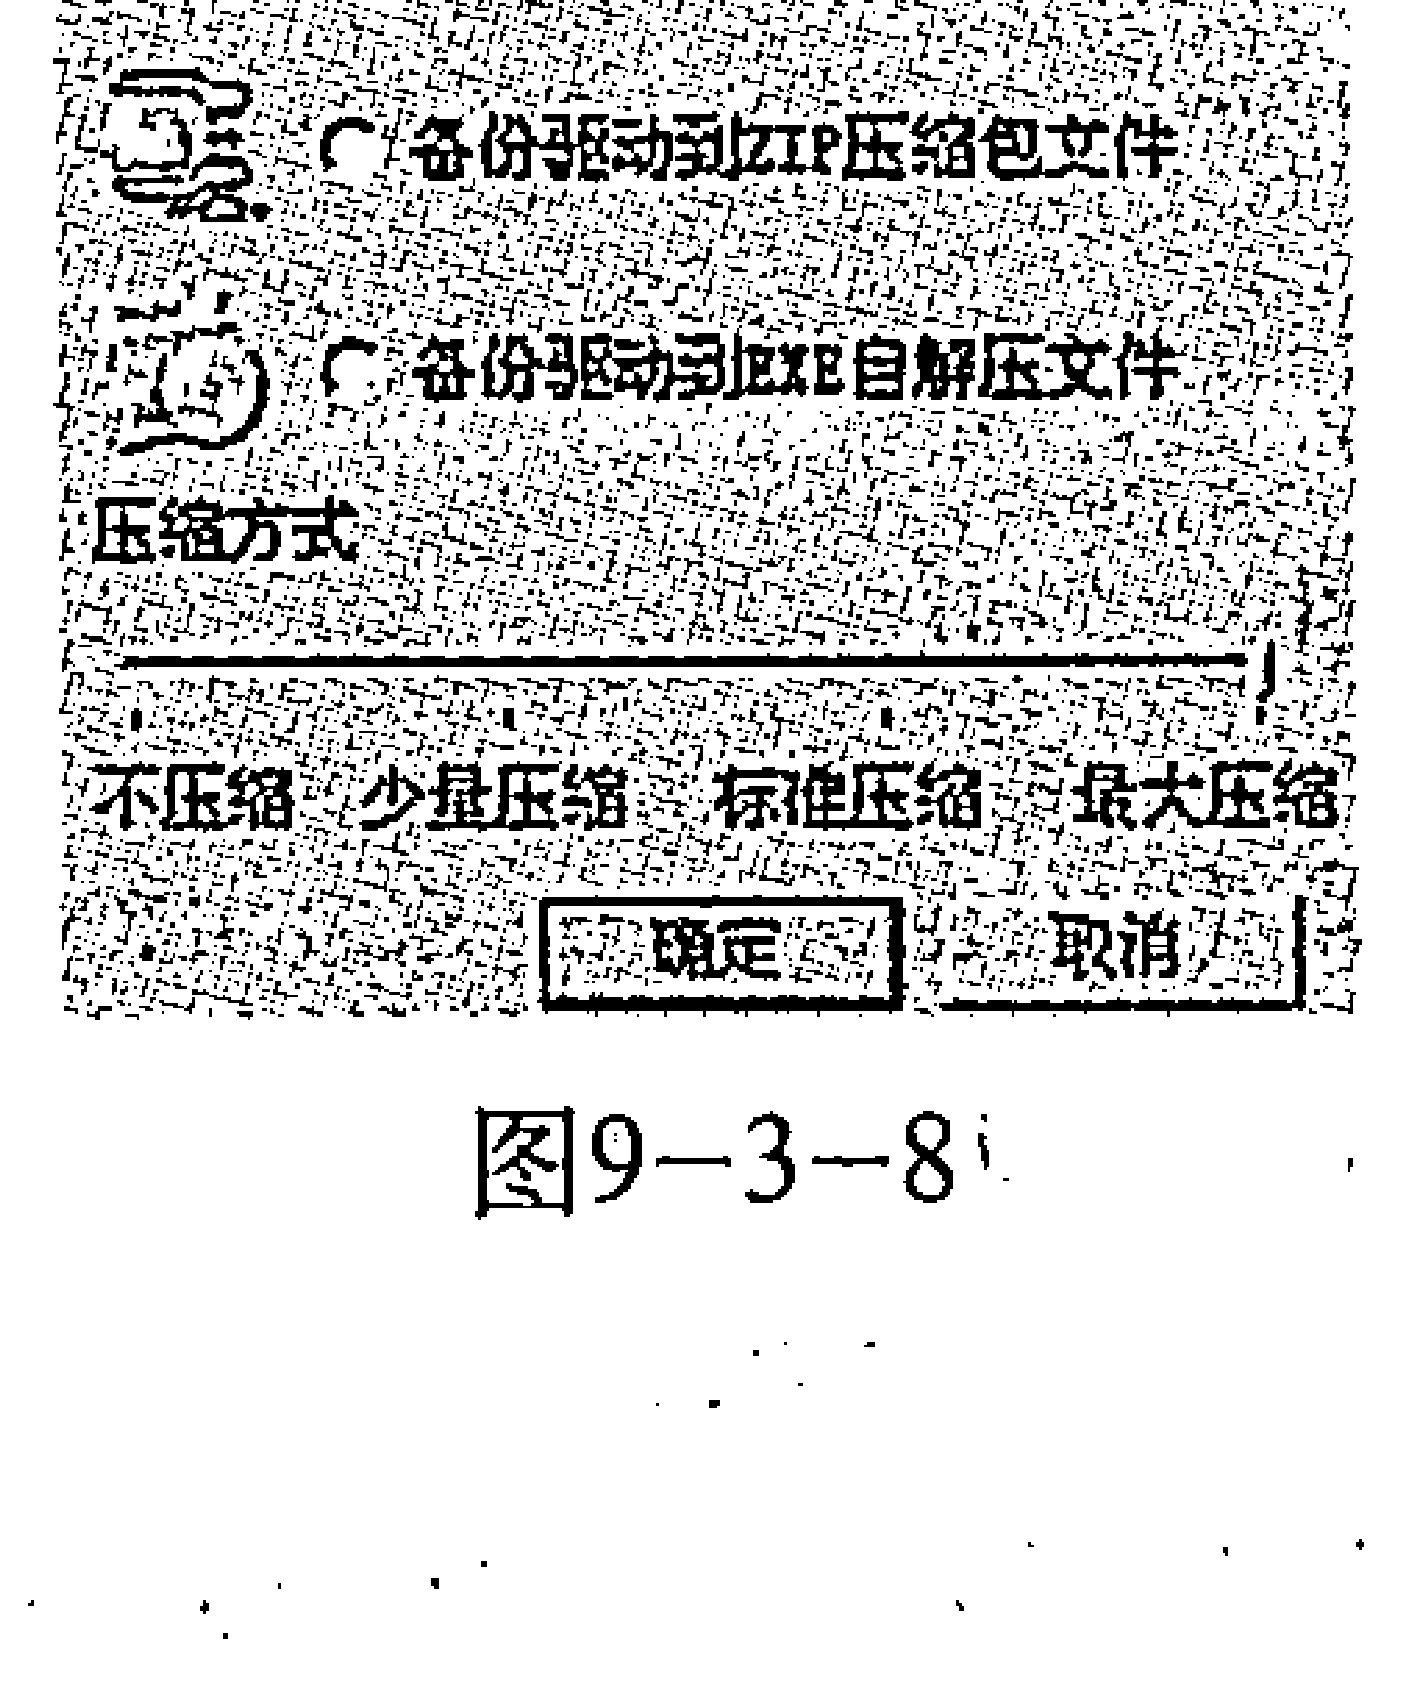 备份驱动到ZIP压缩包文件
备份驱动到EXE自解压文件
压缩方式
不压缩 少量压缩 标准压缩 最大压缩
确定 取消
图9—3—8